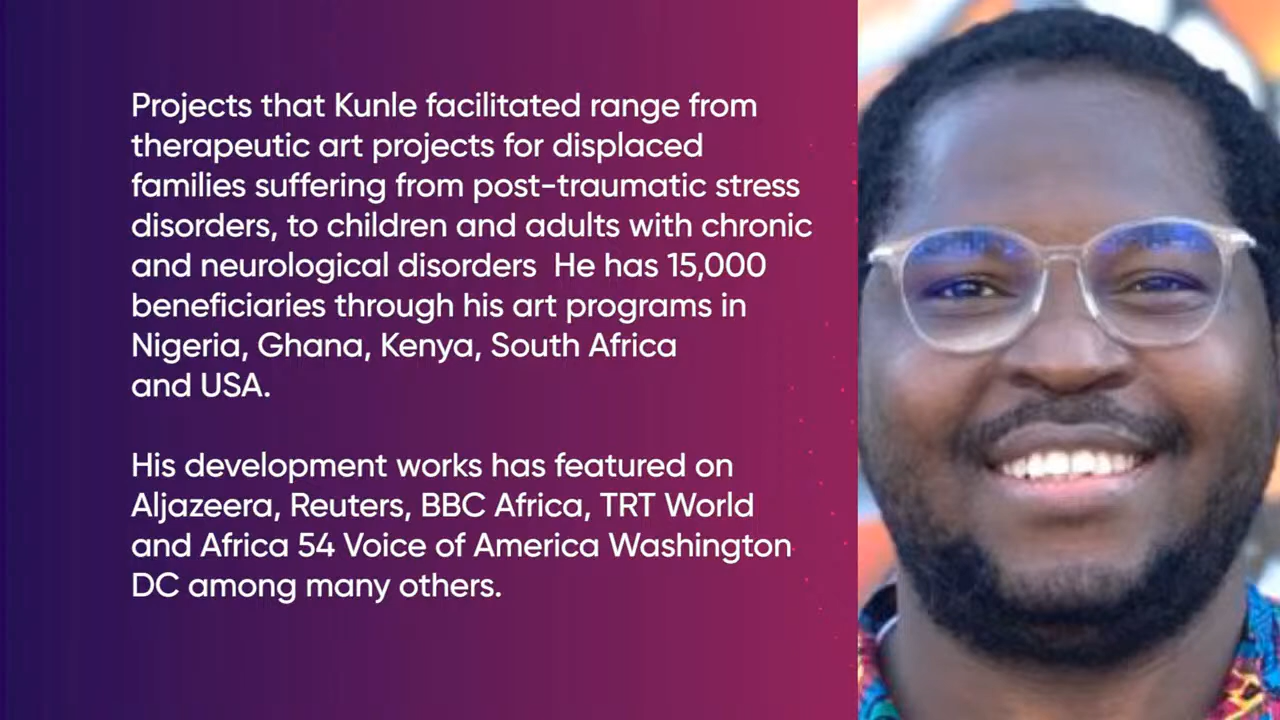 Projects that Kunle facilitated range from
therapeutic art projects for displaced
families suffering from post-traumatic stress
disorders, to children and adults with chronic
and neurological disorders  He has 15,000
beneficiaries through his art programs in
Nigeria, Ghana, Kenya, South Africa
and USA.
His development works has featured on
Aljazeera, Reuters, BBC Africa, TRT World
and Africa 54 Voice of America Washington
DC among many others.